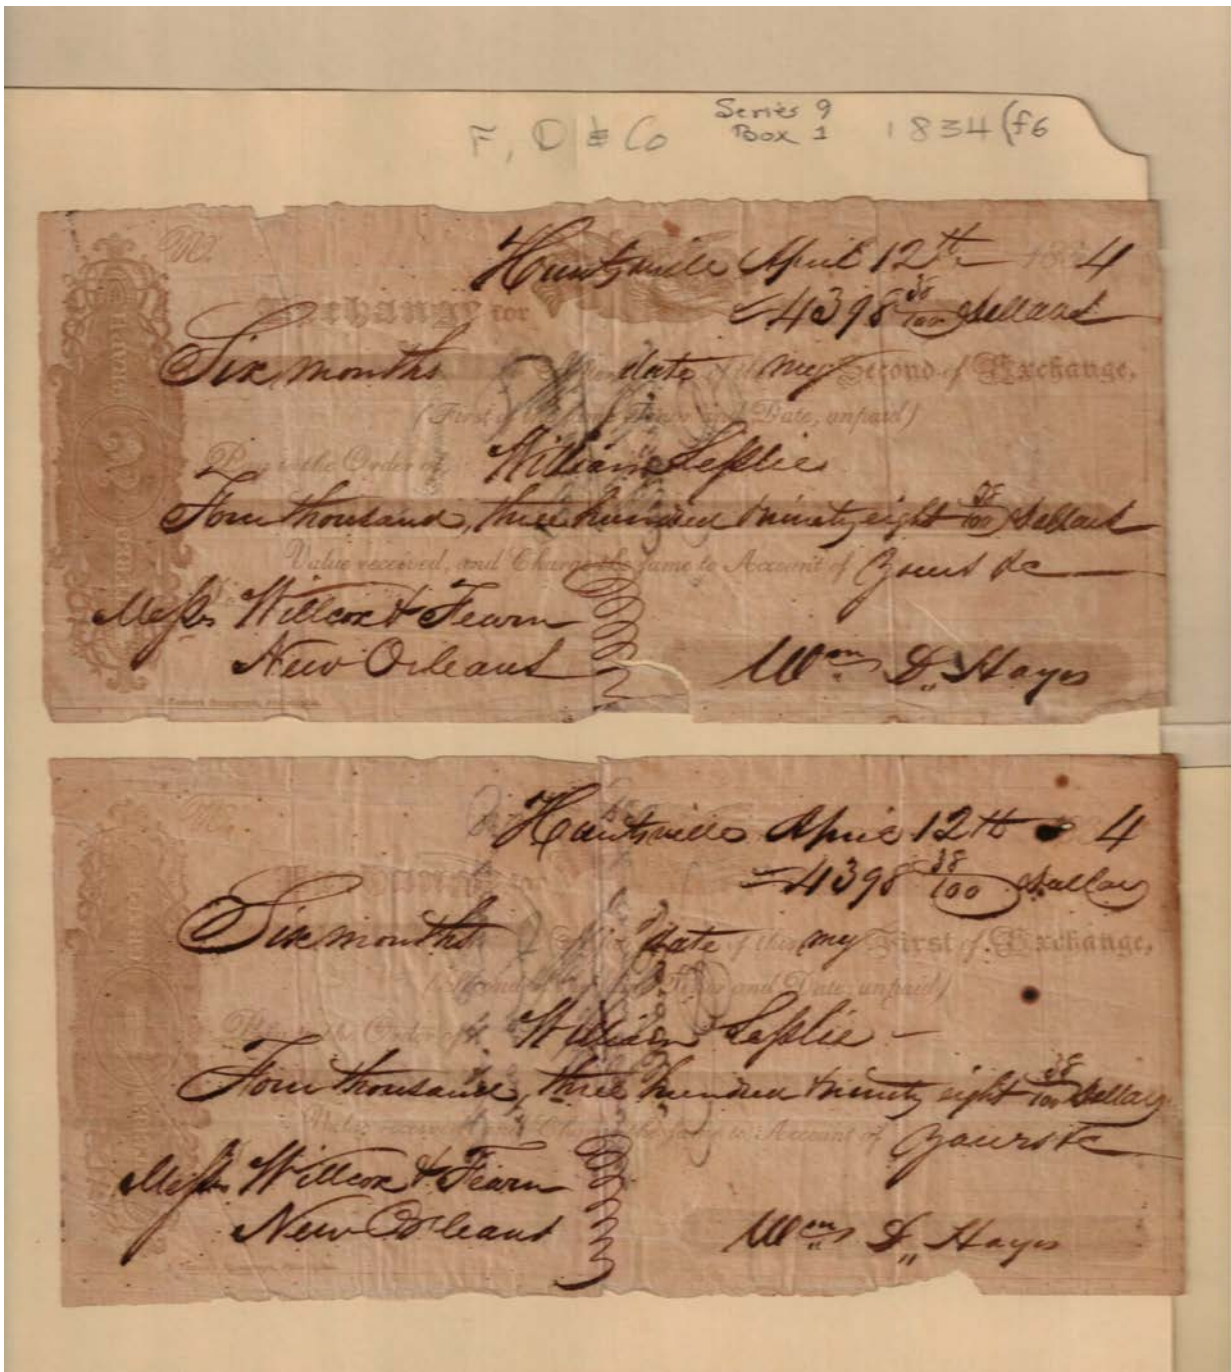 F, D & Co Series 9 Box 1 1834 (f6
No.
Huntsville April 12th 1834
Exchange for $4398 38/100 Dollars
Six months date my Second of Exchange,
(First of the same Tenor and Date, unpaid)
Pay to the Order of William Leslie
Four thousand, three hundred & ninety eight 38/100 Dollars
Value received, and Charge the same to Account of Yours &c
Messrs Willcox & Fearn
New Orleans Wm D. Hayes
No.
Huntsville April 12th 4
4398 38/100 Dollars
Six months date of this my First of Exchange,
(Second of the same Tenor and Date, unpaid)
Pay to the Order of William Leslie
Four thousand, three hundred & ninety eight 38/100 Dollars
Value received, and Charge the same to Account of Yours &c
Messrs Willcox & Fearn
New Orleans Wm D. Hayes